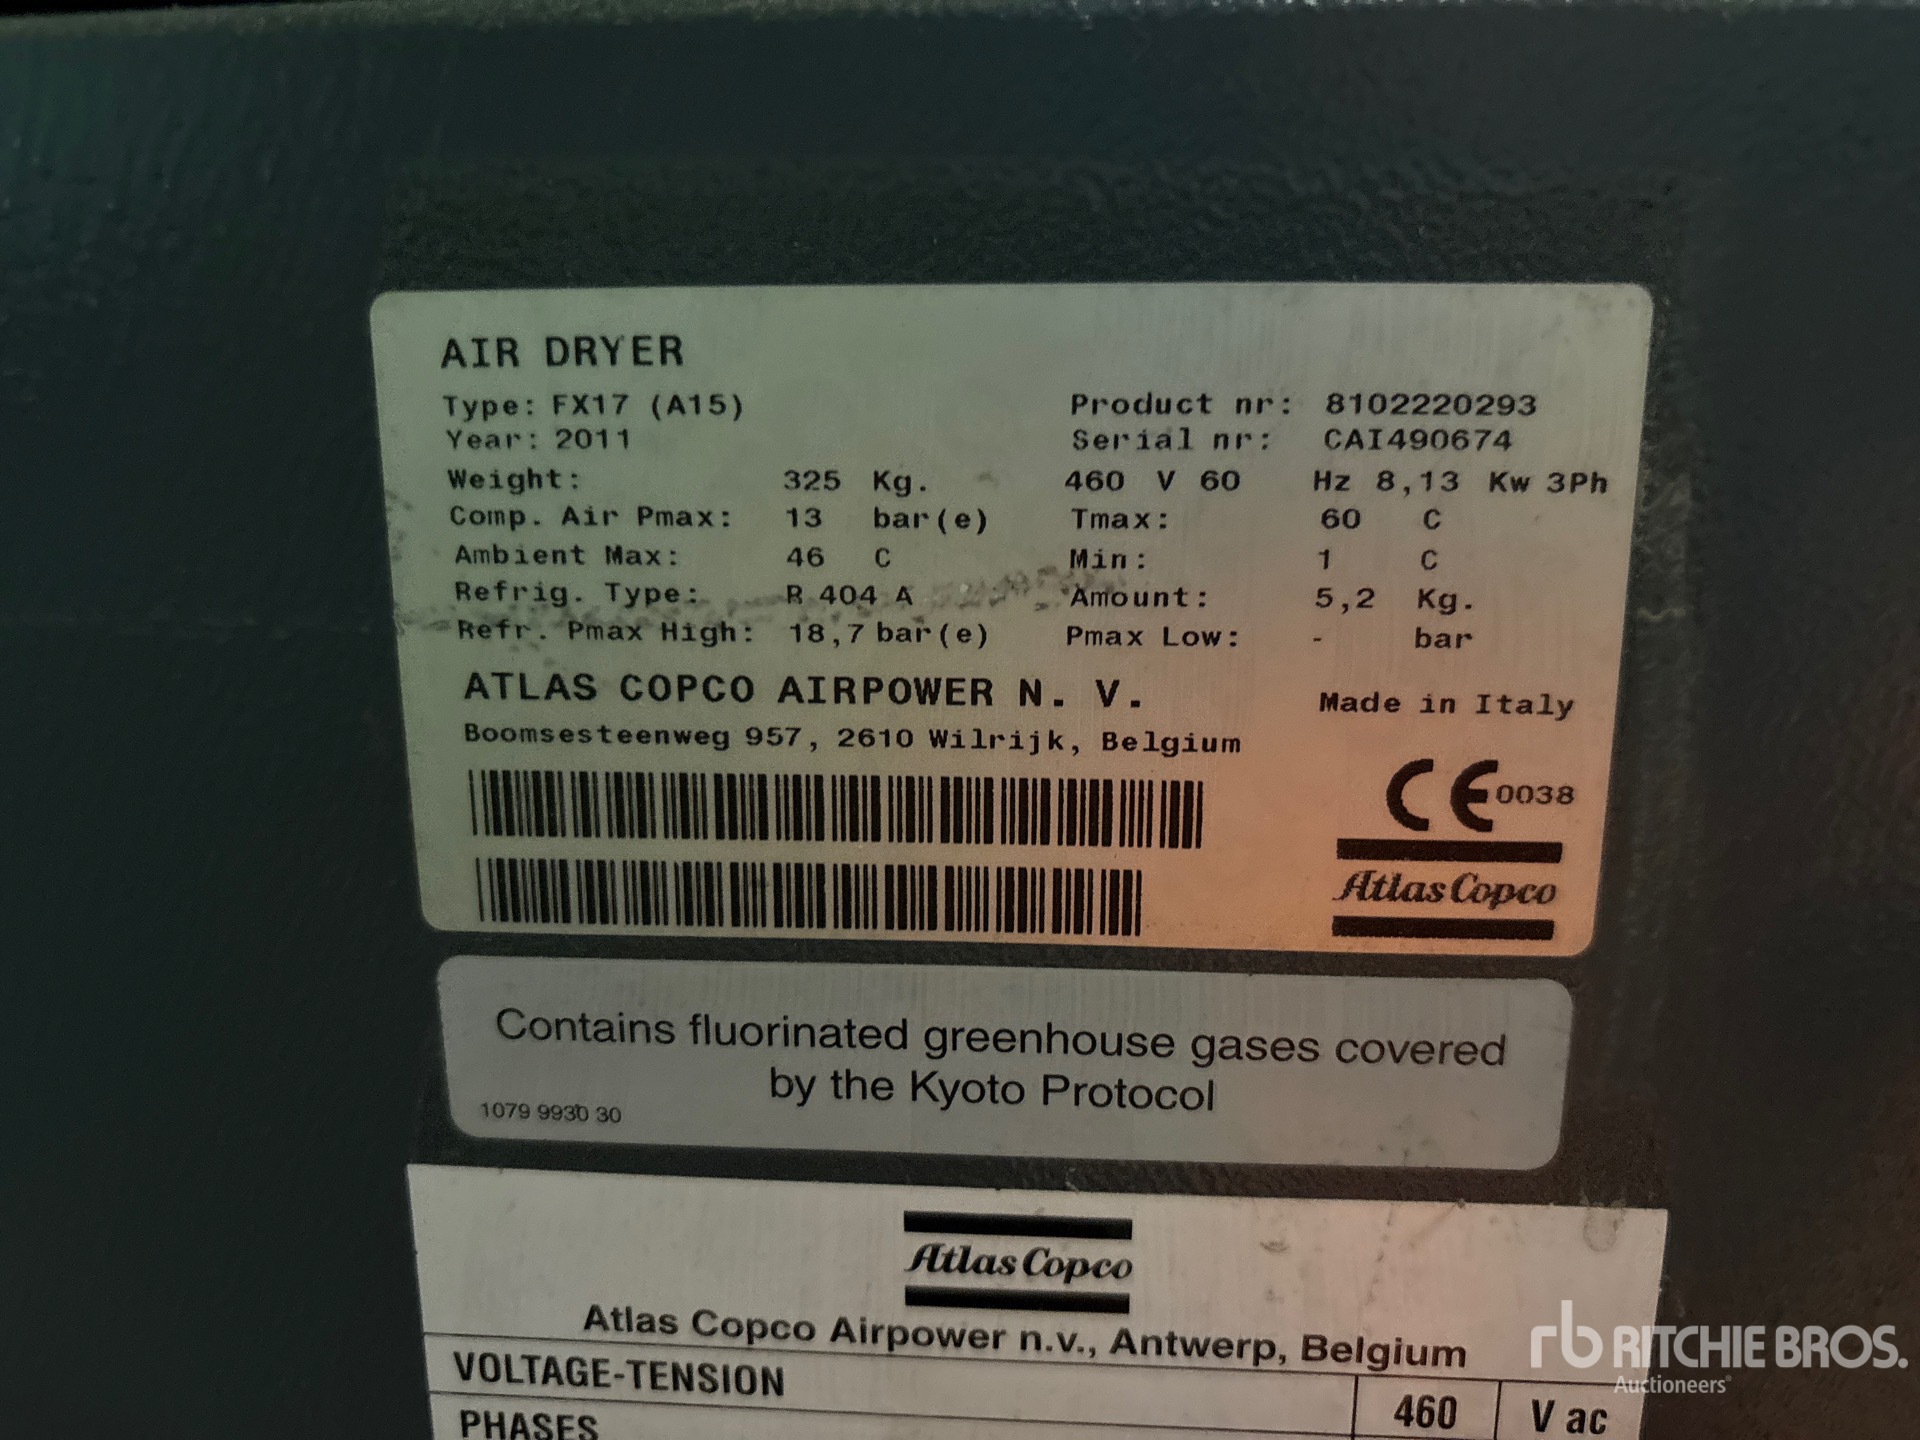 AIR DRYER
Type: FX17 (A15) Product nr: 8102220293
Year: 2011 Serial nr: CAI490674
Weight: 325 Kg. 460 V 60 Hz 8,13 Kw 3Ph
Comp. Air Pmax: 13 bar(e) Tmax: 60 C
Ambient Max: 46 C Min: 1 C
Refrig. Type: R 404 A Amount: 5,2 Kg.
Refr. Pmax High: 18,7 bar(e) Pmax Low: - bar
ATLAS COPCO AIRPOWER N. V. Made in Italy
Boomsesteenweg 957, 2610 Wilrijk, Belgium
CE 0038
Atlas Copco
Contains fluorinated greenhouse gases covered
by the Kyoto Protocol
1079 9930 30
Atlas Copco
Atlas Copco Airpower n.v., Antwerp, Belgium
VOLTAGE-TENSION 460 V ac
PHASES
rb RITCHIE BROS.
Auctioneers®